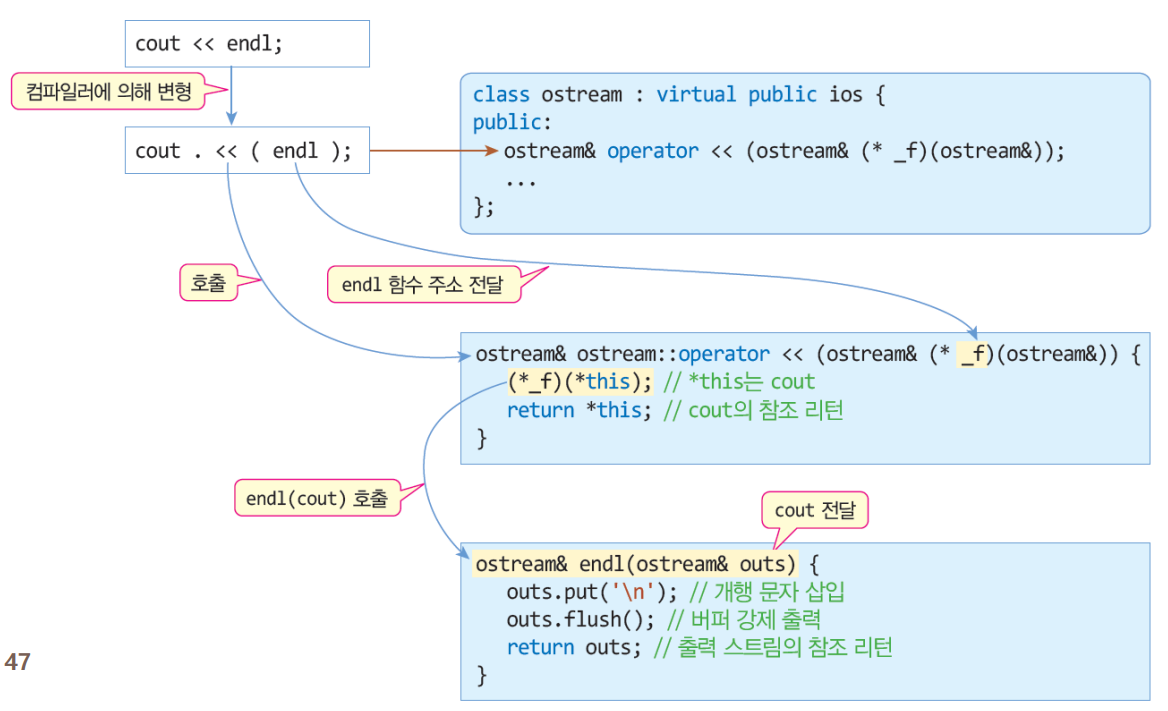 cout << endl;
컴파일러에 의해 변형
cout . << ( endl );
class ostream : virtual public ios {
public:
ostream& operator << (ostream& (* _f)(ostream&));
...
};
호출
endl 함수 주소 전달
ostream& ostream::operator << (ostream& (* _f)(ostream&)) {
(*_f)(*this); // *this는 cout
return *this; // cout의 참조 리턴
}
endl(cout) 호출
cout 전달
ostream& endl(ostream& outs) {
outs.put('\n'); // 개행 문자 삽입
outs.flush(); // 버퍼 강제 출력
return outs; // 출력 스트림의 참조 리턴
}
47